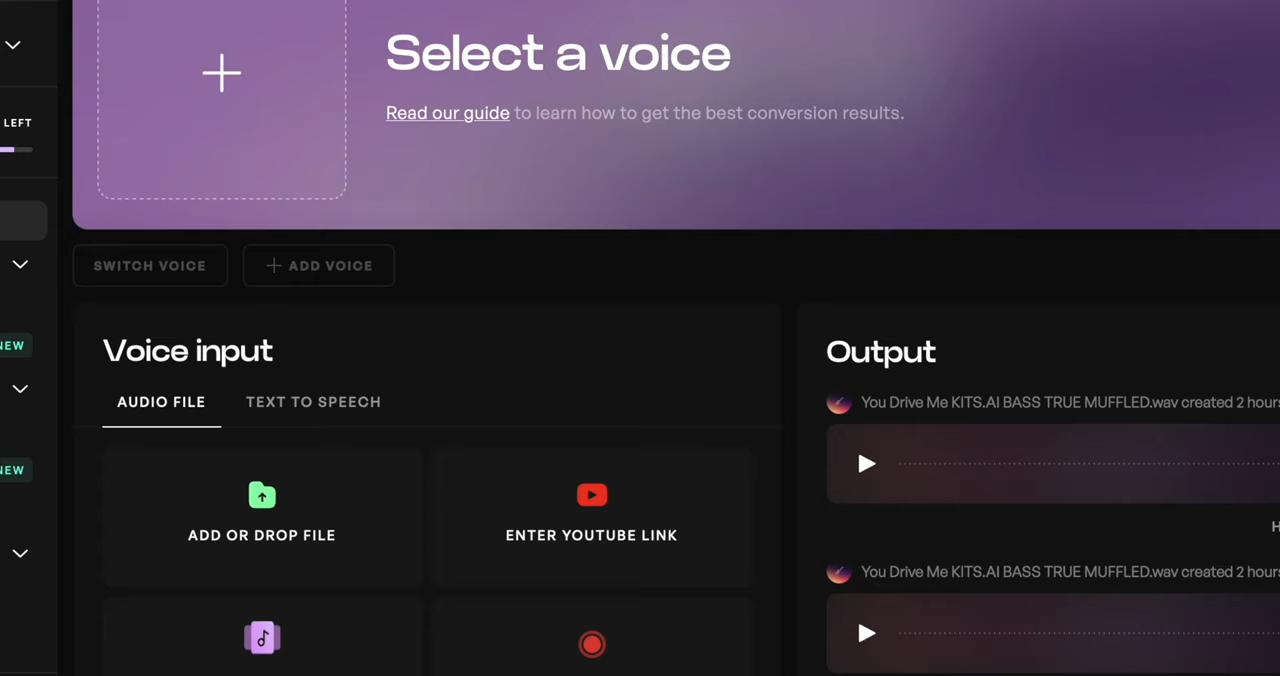 Select a voice
Read our guide to learn how to get the best conversion results.
LEFT
SWITCH VOICE
ADD VOICE
NEW
NEW
Voice input
AUDIO FILE
TEXT TO SPEECH
ADD OR DROP FILE
ENTER YOUTUBE LINK
Output
You Drive Me KITS.AI BASS TRUE MUFFLED.wav created 2 hours
H
You Drive Me KITS.AI BASS TRUE MUFFLED.wav created 2 hours